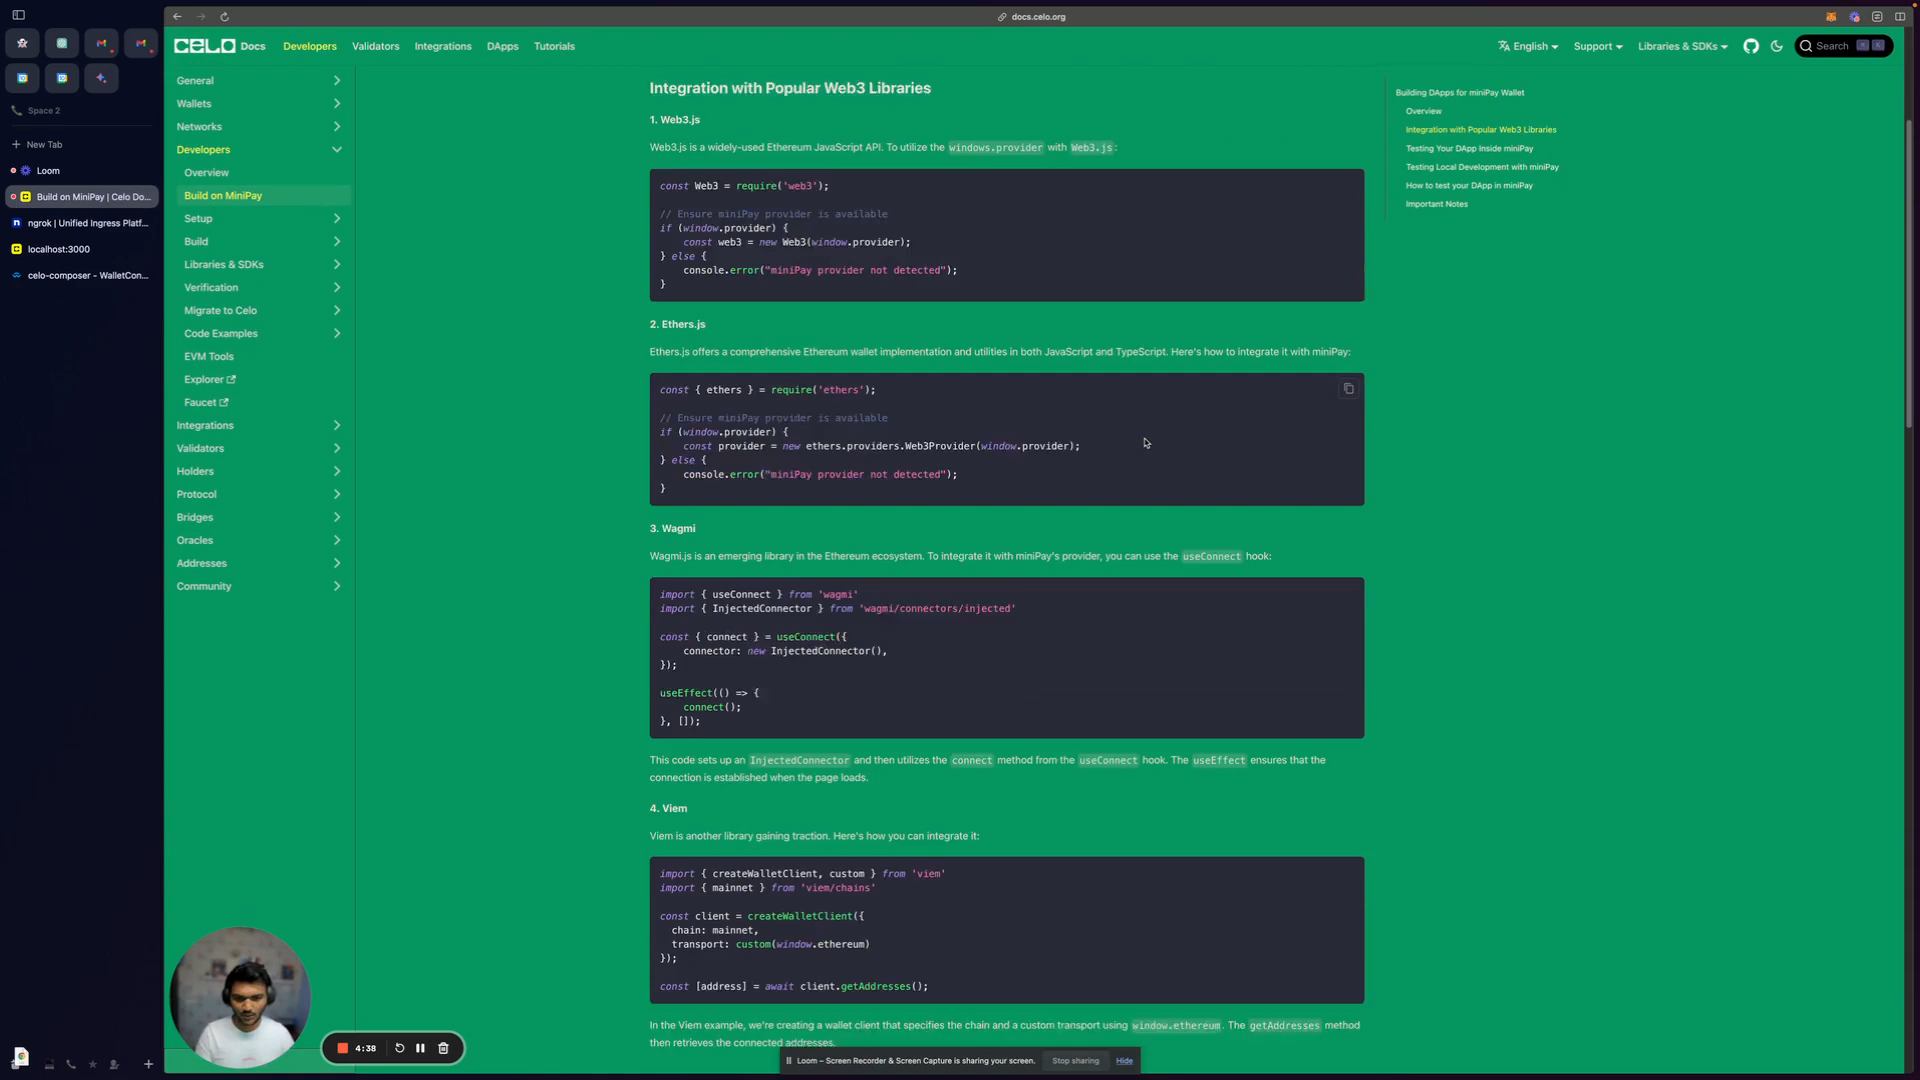 docs.celo.org
CELO Docs Developers Validators Integrations DApps Tutorials
English Support Libraries & SDKs Search
Space 2
New Tab
Loom
Build on MiniPay | Celo Do...
ngrok | Unified Ingress Platf...
localhost:3000
celo-composer - WalletCon...
General
Wallets
Networks
Developers
Overview
Build on MiniPay
Setup
Build
Libraries & SDKs
Verification
Migrate to Celo
Code Examples
EVM Tools
Explorer
Faucet
Integrations
Validators
Holders
Protocol
Bridges
Oracles
Addresses
Community
Integration with Popular Web3 Libraries
1. Web3.js
Web3.js is a widely-used Ethereum JavaScript API. To utilize the windows.provider with Web3.js:
const Web3 = require('web3');
// Ensure miniPay provider is available
if (window.provider) {
const web3 = new Web3(window.provider);
} else {
console.error("miniPay provider not detected");
}
2. Ethers.js
Ethers.js offers a comprehensive Ethereum wallet implementation and utilities in both JavaScript and TypeScript. Here's how to integrate it with miniPay:
const { ethers } = require('ethers');
// Ensure miniPay provider is available
if (window.provider) {
const provider = new ethers.providers.Web3Provider(window.provider);
} else {
console.error("miniPay provider not detected");
}
3. Wagmi
Wagmi.js is an emerging library in the Ethereum ecosystem. To integrate it with miniPay's provider, you can use the useConnect hook:
import { useConnect } from 'wagmi'
import { InjectedConnector } from 'wagmi/connectors/injected'
const { connect } = useConnect({
connector: new InjectedConnector(),
});
useEffect(() => {
connect();
}, []);
This code sets up an InjectedConnector and then utilizes the connect method from the useConnect hook. The useEffect ensures that the
connection is established when the page loads.
4. Viem
Viem is another library gaining traction. Here's how you can integrate it:
import { createWalletClient, custom } from 'viem'
import { mainnet } from 'viem/chains'
const client = createWalletClient({
chain: mainnet,
transport: custom(window.ethereum)
});
const [address] = await client.getAddresses();
In the Viem example, we're creating a wallet client that specifies the chain and a custom transport using window.ethereum. The getAddresses method
then retrieves the connected addresses.
Building DApps for miniPay Wallet
Overview
Integration with Popular Web3 Libraries
Testing Your DApp Inside miniPay
Testing Local Development with miniPay
How to test your DApp in miniPay
Important Notes
4:38
Loom – Screen Recorder & Screen Capture is sharing your screen. Stop sharing Hide